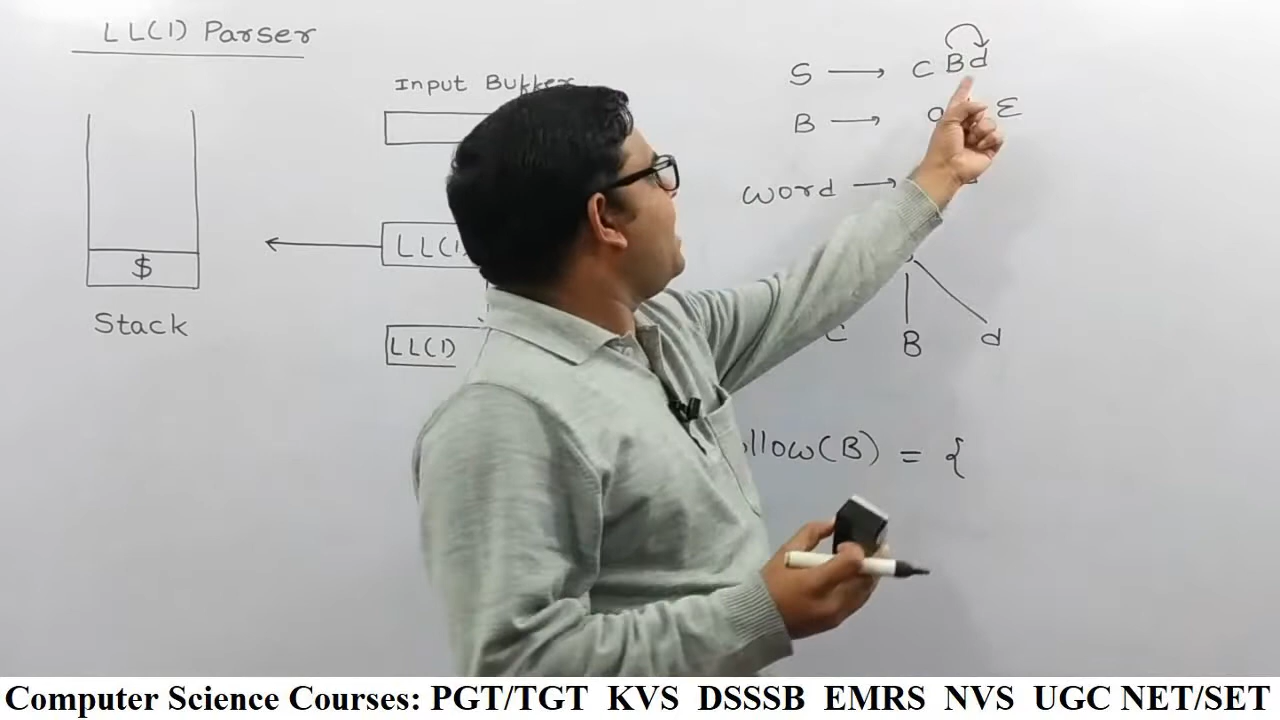 LL(1) Parser
Input Buffer
S → C B d
B → ε
word →
LL(1)
$
Stack
LL(1)
B d
ollow(B) = {
Computer Science Courses: PGT/TGT KVS DSSSB EMRS NVS UGC NET/SET